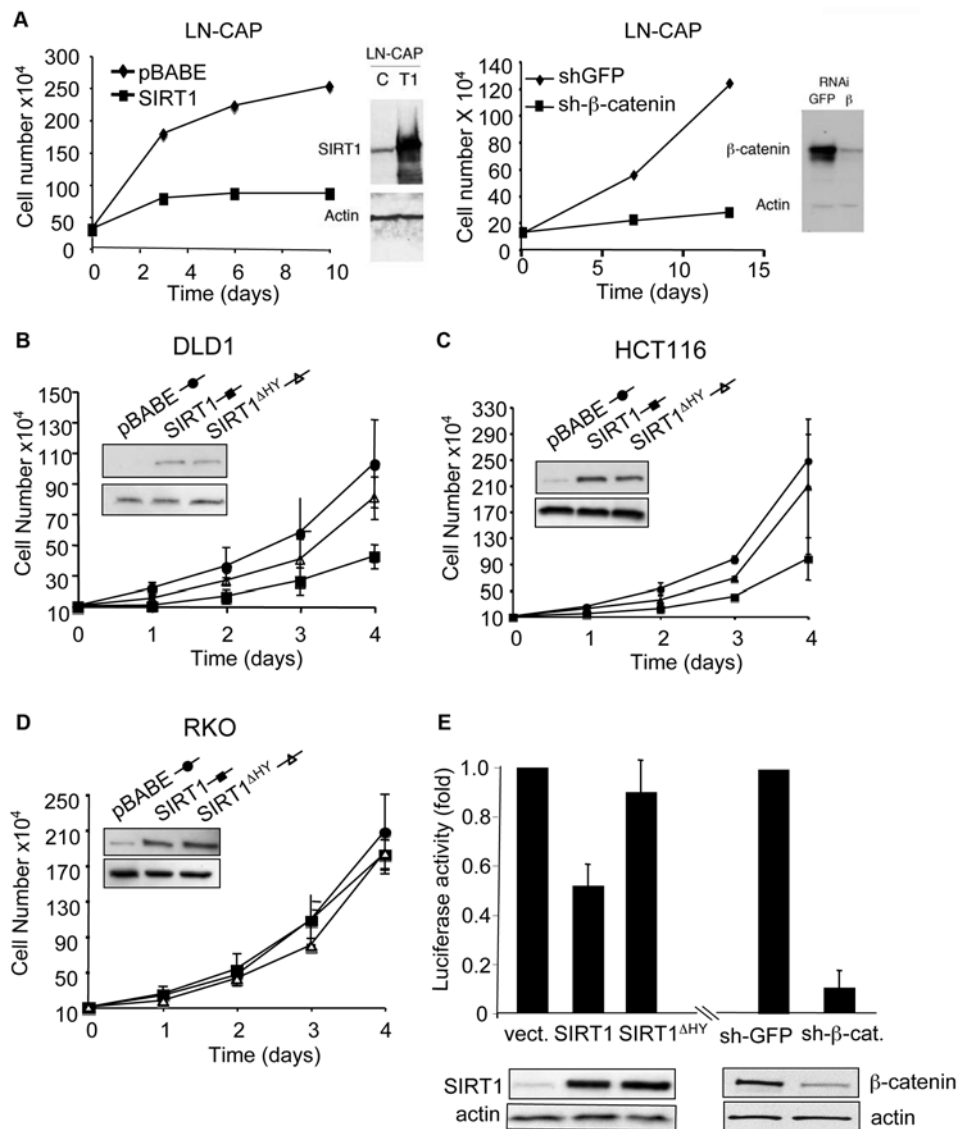 A
LN-CAP
pBABE
SIRT1
Cell number x10⁴
300
250
200
150
100
50
0
0 2 4 6 8 10
Time (days)
LN-CAP
C T1
SIRT1
Actin
LN-CAP
shGFP
sh-β-catenin
Cell number X 10⁴
140
120
100
80
60
40
20
0
0 5 10 15
Time (days)
RNAi
GFP β
β-catenin
Actin
B
DLD1
pBABE
SIRT1
SIRT1ΔHY
Cell Number x10⁴
150
130
110
90
70
50
30
10
0 1 2 3 4
Time (days)
C
HCT116
pBABE
SIRT1
SIRT1ΔHY
Cell Number x10⁴
330
290
250
210
170
130
90
50
10
0 1 2 3 4
Time (days)
D
RKO
pBABE
SIRT1
SIRT1ΔHY
Cell Number x10⁴
250
210
170
130
90
50
10
0 1 2 3 4
Time (days)
E
Luciferase activity (fold)
1.0
0.8
0.6
0.4
0.2
0
vect. SIRT1 SIRT1ΔHY sh-GFP sh-β-cat.
SIRT1
actin
β-catenin
actin